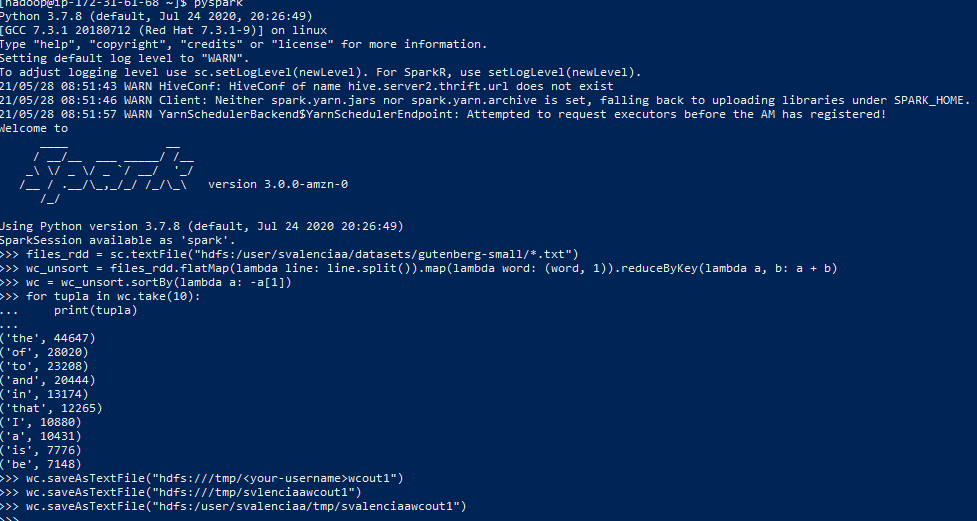 [hadoop@ip-172-31-61-68 ~]$ pyspark
Python 3.7.8 (default, Jul 24 2020, 20:26:49)
[GCC 7.3.1 20180712 (Red Hat 7.3.1-9)] on linux
Type "help", "copyright", "credits" or "license" for more information.
Setting default log level to "WARN".
To adjust logging level use sc.setLogLevel(newLevel). For SparkR, use setLogLevel(newLevel).
21/05/28 08:51:43 WARN HiveConf: HiveConf of name hive.server2.thrift.url does not exist
21/05/28 08:51:46 WARN Client: Neither spark.yarn.jars nor spark.yarn.archive is set, falling back to uploading libraries under SPARK_HOME.
21/05/28 08:51:57 WARN YarnSchedulerBackend$YarnSchedulerEndpoint: Attempted to request executors before the AM has registered!
Welcome to
      ____              __
     / __/__  ___ _____/ /__
    _\ \/ _ \/ _ `/ __/  '_/
   /__ / .__/\_,_/_/ /_/\_\   version 3.0.0-amzn-0
      /_/
Using Python version 3.7.8 (default, Jul 24 2020 20:26:49)
SparkSession available as 'spark'.
>>> files_rdd = sc.textFile("hdfs:/user/svalenciaa/datasets/gutenberg-small/*.txt")
>>> wc_unsort = files_rdd.flatMap(lambda line: line.split()).map(lambda word: (word, 1)).reduceByKey(lambda a, b: a + b)
>>> wc = wc_unsort.sortBy(lambda a: -a[1])
>>> for tupla in wc.take(10):
...     print(tupla)
...
('the', 44647)
('of', 28020)
('to', 23208)
('and', 20444)
('in', 13174)
('that', 12265)
('I', 10880)
('a', 10431)
('is', 7776)
('be', 7148)
>>> wc.saveAsTextFile("hdfs:///tmp/<your-username>wcout1")
>>> wc.saveAsTextFile("hdfs:///tmp/svlenciaawcout1")
>>> wc.saveAsTextFile("hdfs:/user/svalenciaa/tmp/svalenciaawcout1")
>>>